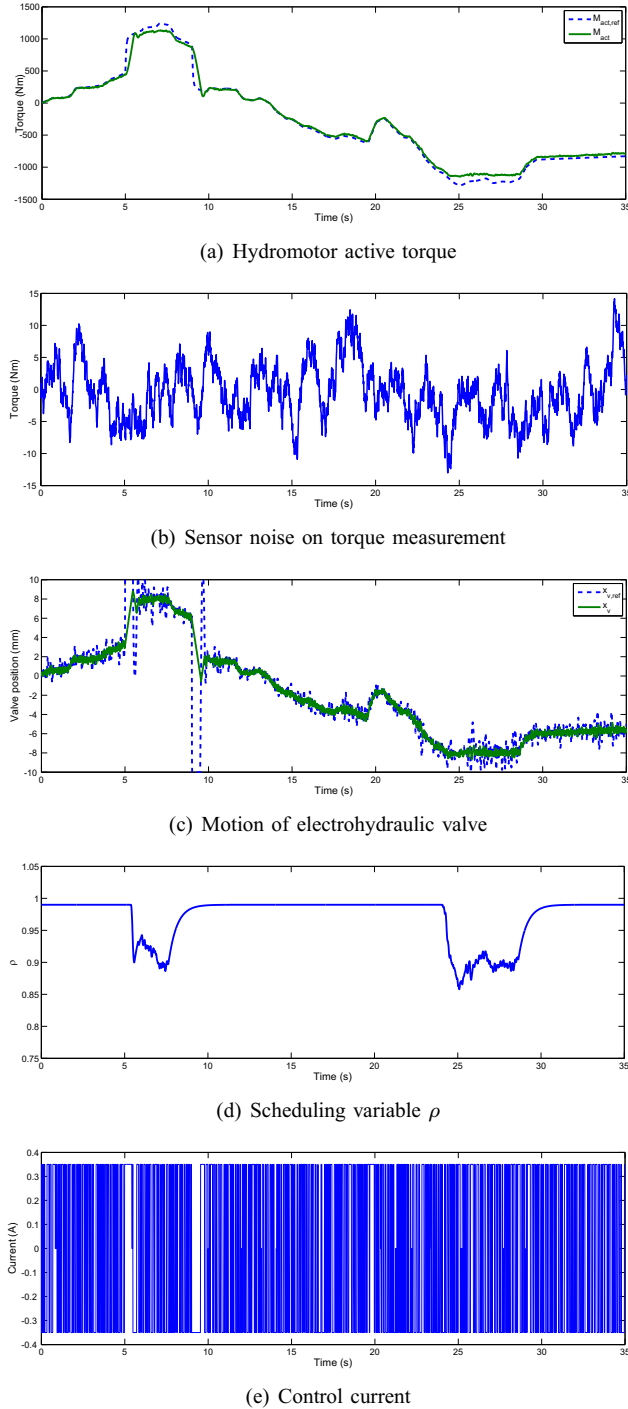 1500
1000
500
0
-500
-1000
-1500
Torque (Nm)
M_act,ref
M_act
0 5 10 15 20 25 30 35
Time (s)
(a) Hydromotor active torque
15
10
5
0
-5
-10
-15
Torque (Nm)
0 5 10 15 20 25 30 35
Time (s)
(b) Sensor noise on torque measurement
10
8
6
4
2
0
-2
-4
-6
-8
-10
Valve position (mm)
x_v,ref
x_v
0 5 10 15 20 25 30 35
Time (s)
(c) Motion of electrohydraulic valve
1.05
1
0.95
0.9
0.85
0.8
0.75
ρ
0 5 10 15 20 25 30 35
Time (s)
(d) Scheduling variable ρ
0.4
0.3
0.2
0.1
0
-0.1
-0.2
-0.3
-0.4
Current (A)
0 5 10 15 20 25 30 35
Time (s)
(e) Control current